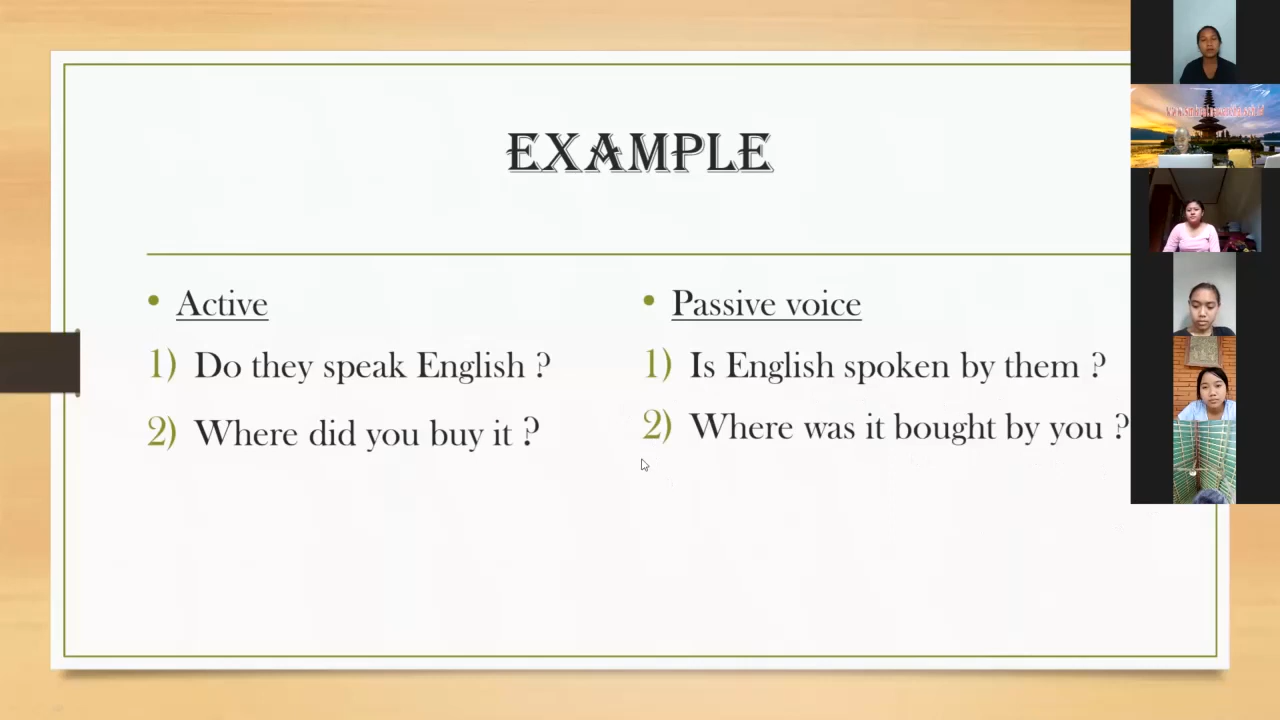 EXAMPLE
• Active
1) Do they speak English ?
2) Where did you buy it ?
• Passive voice
1) Is English spoken by them ?
2) Where was it bought by you ?